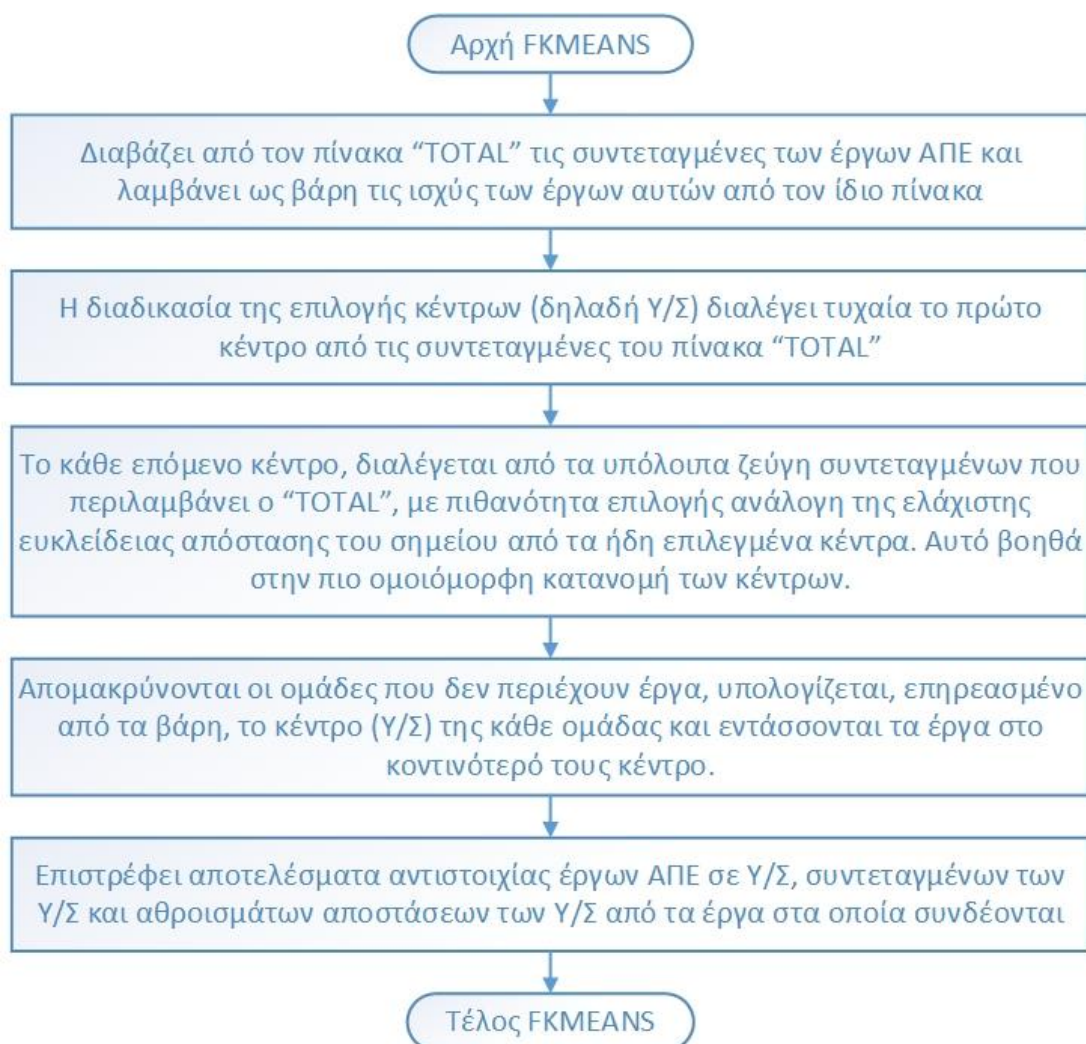 Αρχή FKMEANS
Διαβάζει από τον πίνακα “TOTAL” τις συντεταγμένες των έργων ΑΠΕ και
λαμβάνει ως βάρη τις ισχύς των έργων αυτών από τον ίδιο πίνακα
Η διαδικασία της επιλογής κέντρων (δηλαδή Υ/Σ) διαλέγει τυχαία το πρώτο
κέντρο από τις συντεταγμένες του πίνακα “TOTAL”
Το κάθε επόμενο κέντρο, διαλέγεται από τα υπόλοιπα ζεύγη συντεταγμένων που
περιλαμβάνει ο “TOTAL”, με πιθανότητα επιλογής ανάλογη της ελάχιστης
ευκλείδειας απόστασης του σημείου από τα ήδη επιλεγμένα κέντρα. Αυτό βοηθά
στην πιο ομοιόμορφη κατανομή των κέντρων.
Απομακρύνονται οι ομάδες που δεν περιέχουν έργα, υπολογίζεται, επηρεασμένο
από τα βάρη, το κέντρο (Υ/Σ) της κάθε ομάδας και εντάσσονται τα έργα στο
κοντινότερό τους κέντρο.
Επιστρέφει αποτελέσματα αντιστοιχίας έργων ΑΠΕ σε Υ/Σ, συντεταγμένων των
Υ/Σ και αθροισμάτων αποστάσεων των Υ/Σ από τα έργα στα οποία συνδέονται
Τέλος FKMEANS